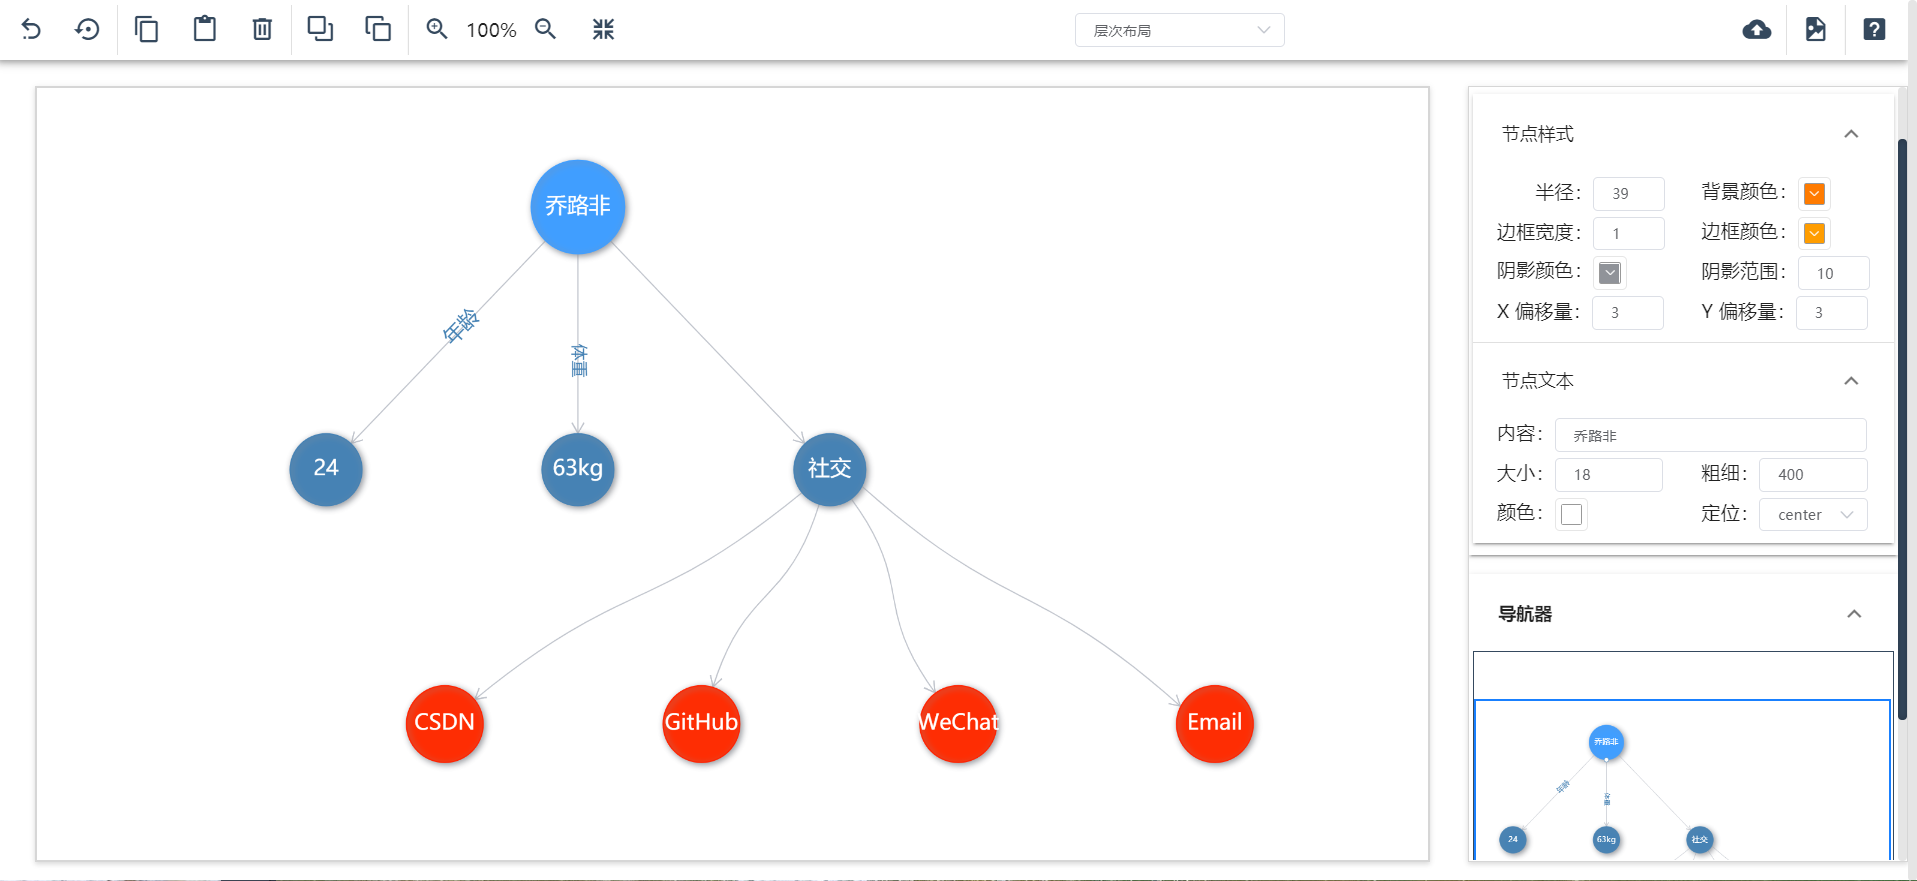 100%
层次布局
乔路非
年龄
体重
24
63kg
社交
CSDN
GitHub
WeChat
Email
节点样式
半径： 39 背景颜色：
边框宽度： 1 边框颜色：
阴影颜色： 阴影范围： 10
X 偏移量： 3 Y 偏移量： 3
节点文本
内容： 乔路非
大小： 18 粗细： 400
颜色： 定位： center
导航器
乔路非
年龄
体重
24
63kg
社交